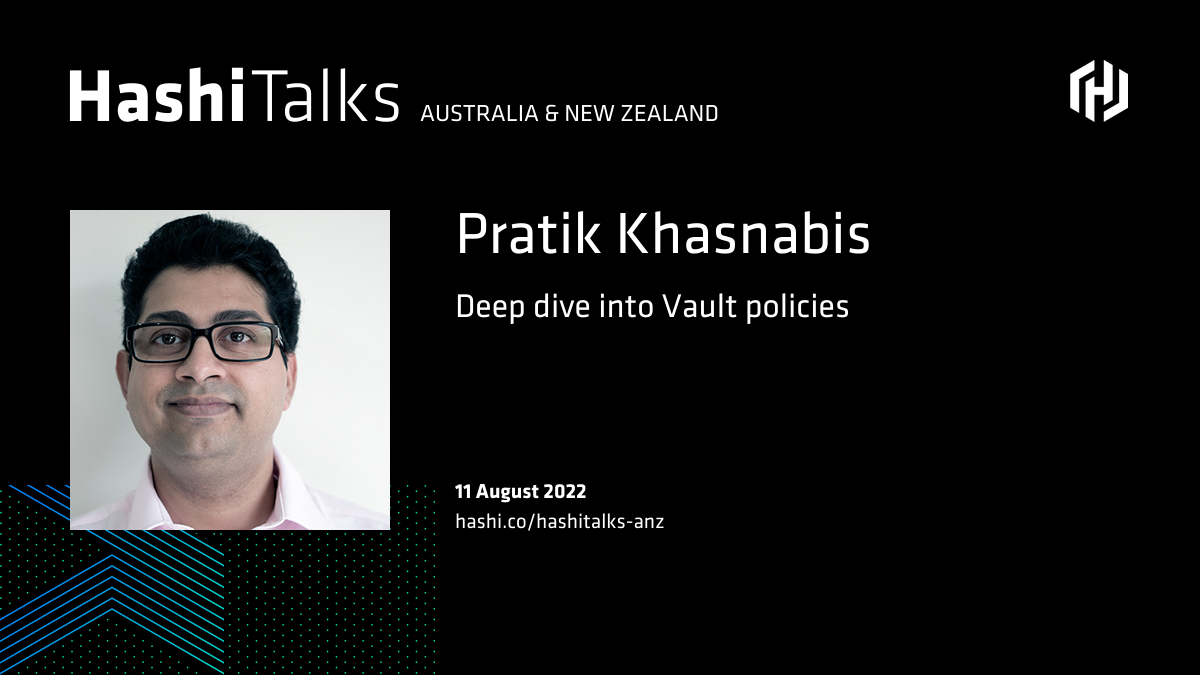 HashiTalks AUSTRALIA & NEW ZEALAND
Pratik Khasnabis
Deep dive into Vault policies
11 August 2022
hashi.co/hashitalks-anz